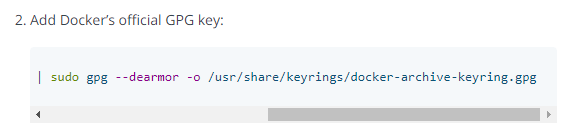 2. Add Docker’s official GPG key:
| sudo gpg --dearmor -o /usr/share/keyrings/docker-archive-keyring.gpg